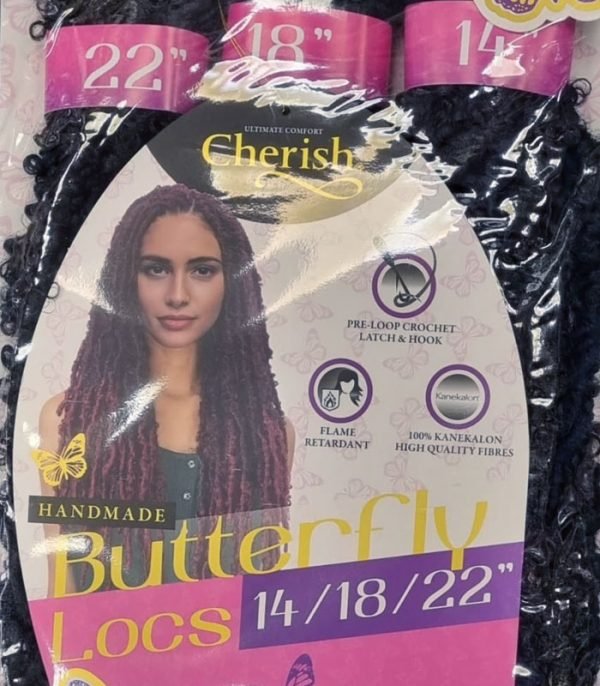 22" 18" 14"
ULTIMATE COMFORT
Cherish
PRE-LOOP CROCHET
LATCH & HOOK
Kanekalon
FLAME
RETARDANT
100% KANEKALON
HIGH QUALITY FIBRES
HANDMADE
Butterfly
LOCS 14/18/22"